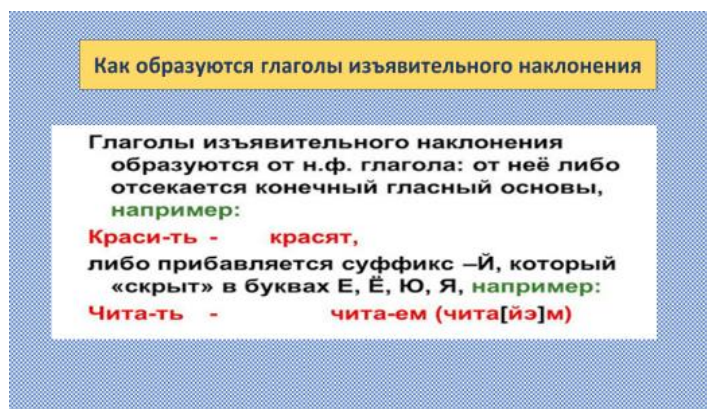 Как образуются глаголы изъявительного наклонения
Глаголы изъявительного наклонения
образуются от н.ф. глагола: от неё либо
отсекается конечный гласный основы,
например:
Краси-ть - красят,
либо прибавляется суффикс –Й, который
«скрыт» в буквах Е, Ё, Ю, Я, например:
Чита-ть - чита-ем (чита[йэ]м)